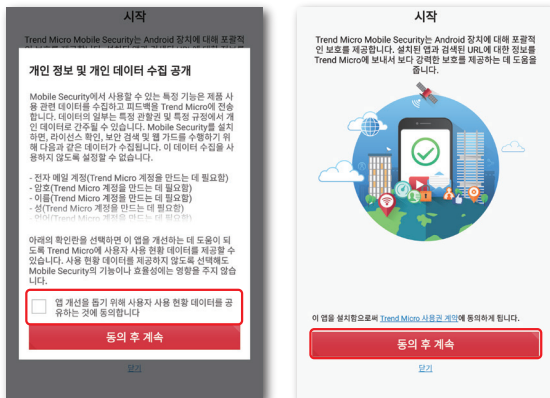 시작
Trend Micro Mobile Security는 Android 장치에 대해 포괄적
개인 정보 및 개인 데이터 수집 공개
Mobile Security에서 사용할 수 있는 특정 기능은 제품 사
용 관련 데이터를 수집하고 피드백을 Trend Micro에 전송
합니다. 데이터의 일부는 특정 관할권 및 특정 규정에서 개
인 데이터로 간주될 수 있습니다. Mobile Security를 설치
하면, 라이선스 확인, 보안 검색 및 웹 가드를 수행하기 위
해 다음과 같은 데이터가 수집됩니다. 이 데이터 수집을 사
용하지 않도록 설정할 수 없습니다.
- 전자 메일 계정(Trend Micro 계정을 만드는 데 필요함)
- 암호(Trend Micro 계정을 만드는 데 필요함)
- 이름(Trend Micro 계정을 만드는 데 필요함)
- 성(Trend Micro 계정을 만드는 데 필요함)
- 언어(Trend Micro 계정을 만드는 데 필요함)
아래의 확인란을 선택하면 이 앱을 개선하는 데 도움이 되
도록 Trend Micro에 사용자 사용 현황 데이터를 제공할 수
있습니다. 사용 현황 데이터를 제공하지 않도록 선택해도
Mobile Security의 기능이나 효율성에는 영향을 주지 않습
니다.
앱 개선을 돕기 위해 사용자 사용 현황 데이터를 공
유하는 것에 동의합니다
동의 후 계속
닫기
시작
Trend Micro Mobile Security는 Android 장치에 대해 포괄적
인 보호를 제공합니다. 설치된 앱과 검색된 URL에 대한 정보를
Trend Micro에 보내서 보다 강력한 보호를 제공하는 데 도움을
줍니다.
이 앱을 설치함으로써 Trend Micro 사용권 계약에 동의하게 됩니다.
동의 후 계속
닫기